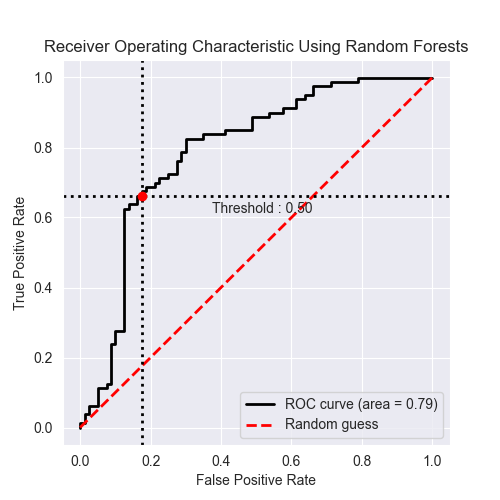 Receiver Operating Characteristic Using Random Forests
1.0
0.8
0.6
0.4
0.2
0.0
True Positive Rate
Threshold : 0.50
ROC curve (area = 0.79)
Random guess
0.0 0.2 0.4 0.6 0.8 1.0
False Positive Rate